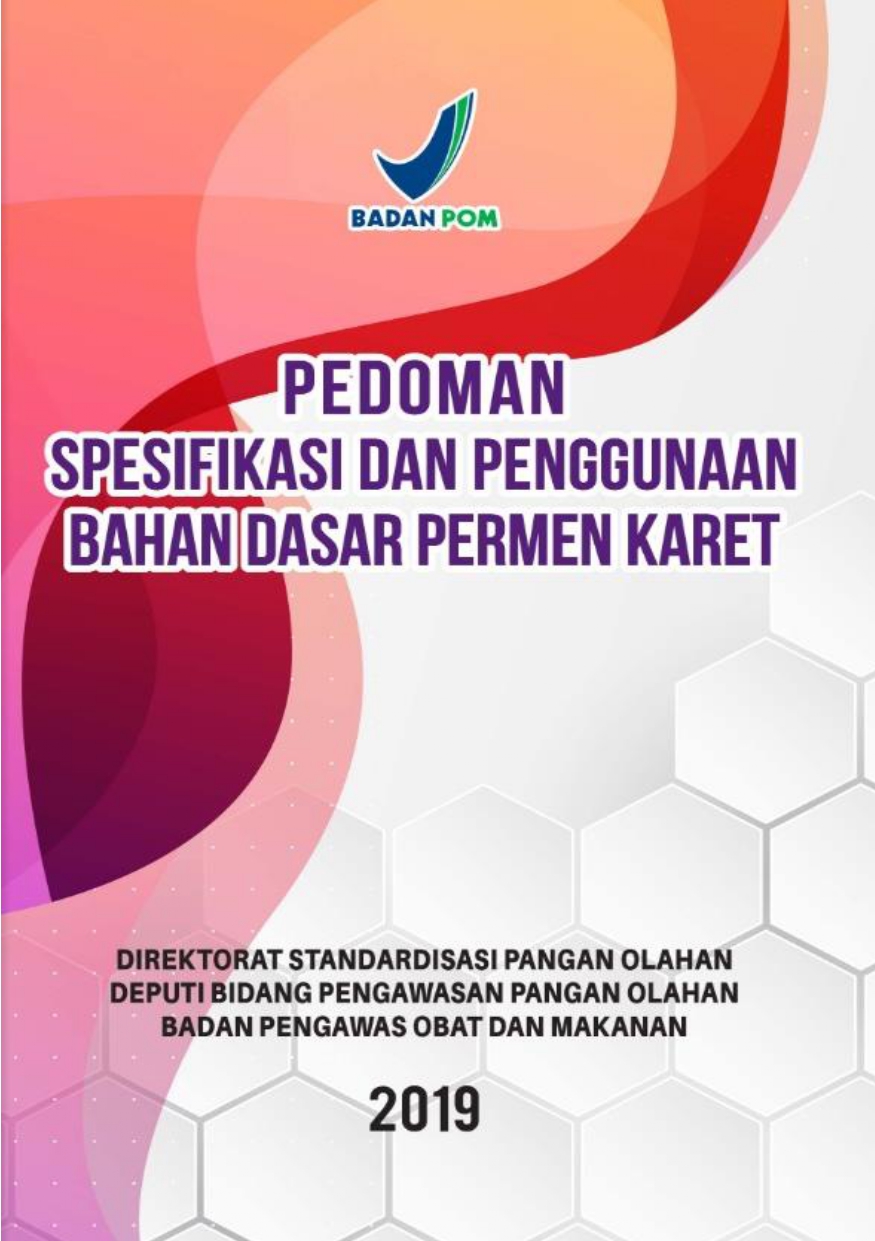 BADAN POM
PEDOMAN
SPESIFIKASI DAN PENGGUNAAN
BAHAN DASAR PERMEN KARET
DIREKTORAT STANDARDISASI PANGAN OLAHAN
DEPUTI BIDANG PENGAWASAN PANGAN OLAHAN
BADAN PENGAWAS OBAT DAN MAKANAN
2019